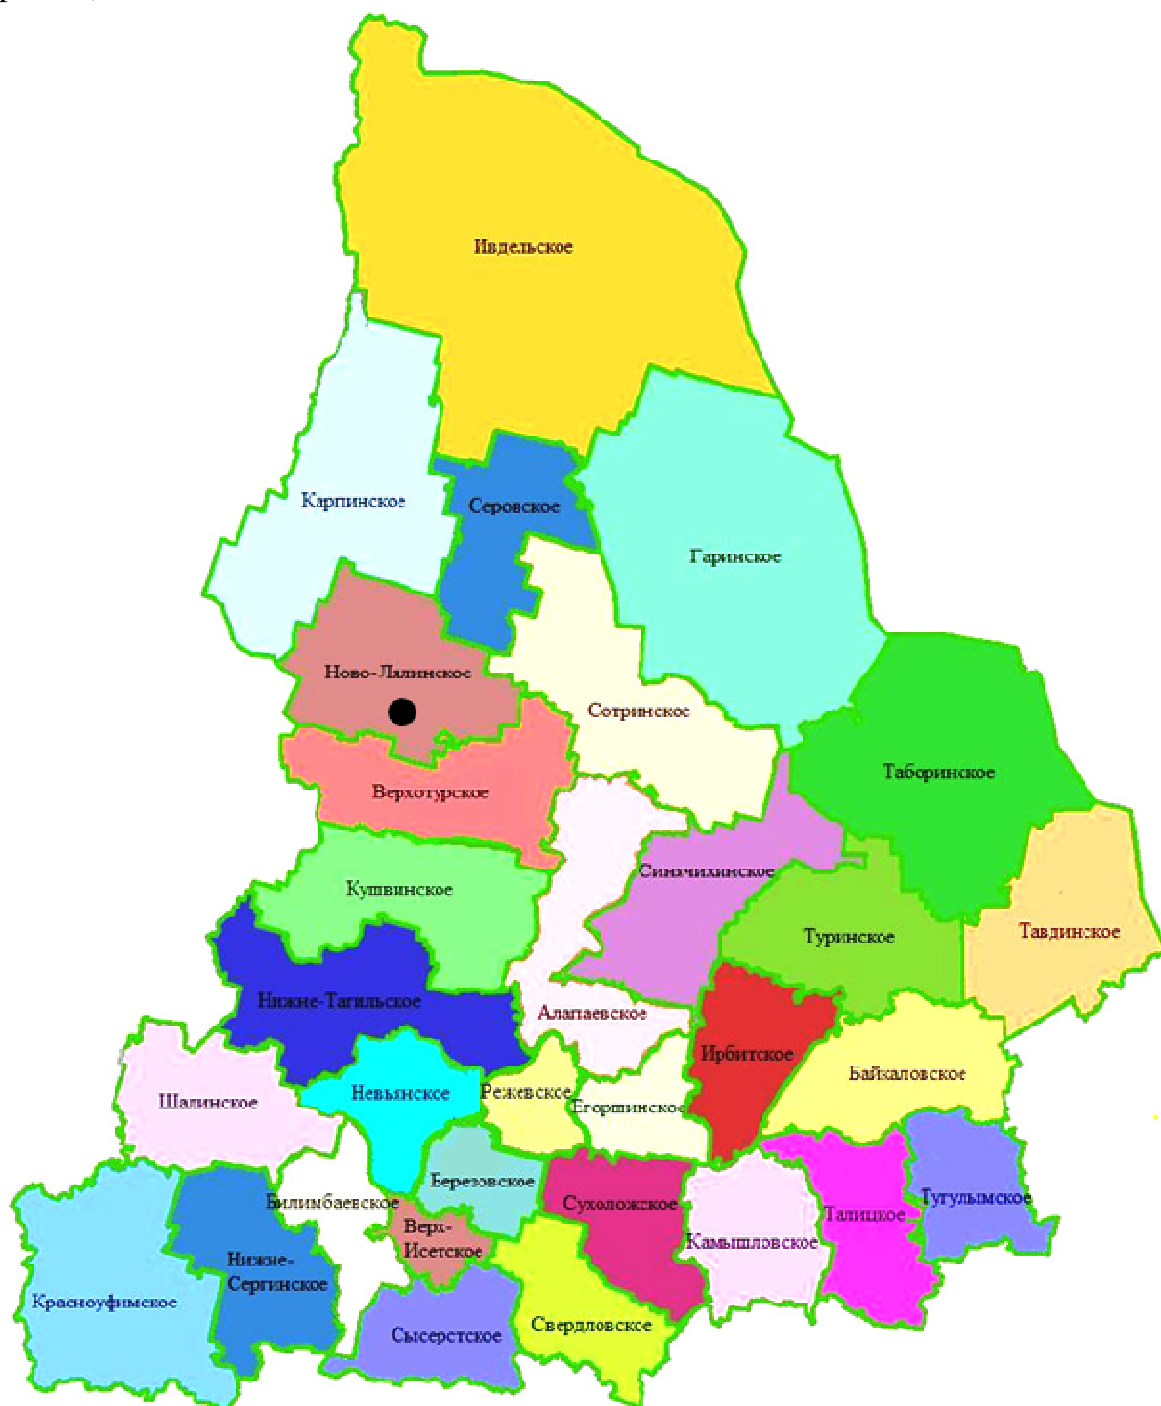 Ивдельское
Карпинское
Серовское
Гаринское
Ново-Лялинское
Сотринское
Таборинское
Верхотурское
Синячихинское
Кушвинское
Туринское
Тавдинское
Нижне-Тагильское
Алапаевское
Ирбитское
Байкаловское
Невьянское
Режевское
Шалинское
Егоршинское
Березовское
Билимбаевское
Сухоложское
Тугулымское
Талицкое
Верх-
Исетское
Камышловское
Нижне-
Сергинское
Красноуфимское
Сысертское
Свердловское